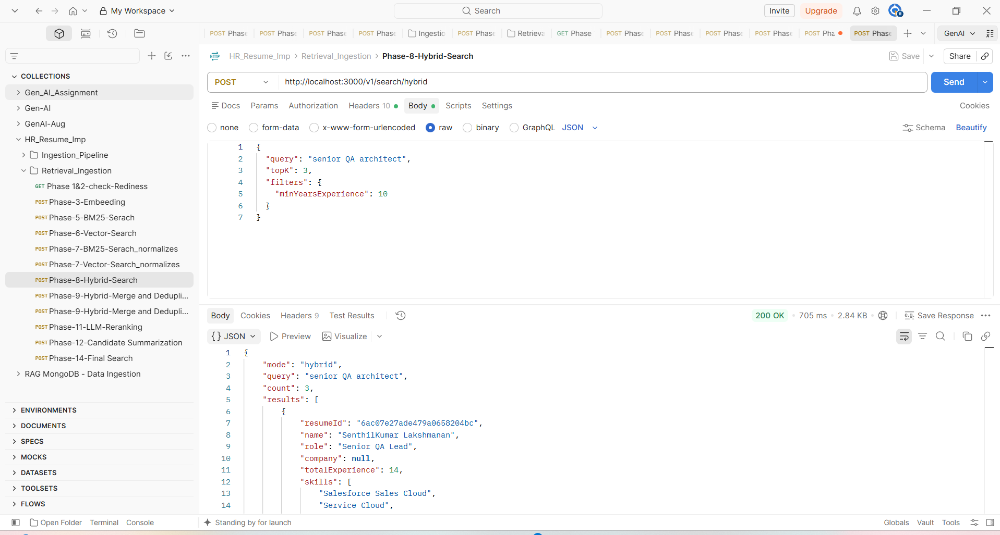 My Workspace
Search
Invite
Upgrade
POST Phase
POST Phase
POST Phase
POST Phase
Ingestio
POST Phase
Retrieva
GET Phase
POST Phase
POST Phase
POST Phase
POST Phase
POST Pha
POST Phase
GenAI
HTTP
HR_Resume_Imp > Retrieval_Ingestion > Phase-8-Hybrid-Search
Save
Share
COLLECTIONS
Gen_AI_Assignment
Gen-AI
GenAI-Aug
HR_Resume_Imp
Ingestion_Pipeline
Retrieval_Ingestion
GET Phase 1&2-check-Rediness
POST Phase-3-Embeeding
POST Phase-5-BM25-Serach
POST Phase-6-Vector-Search
POST Phase-7-BM25-Serach_normalizes
POST Phase-7-Vector-Search_normalizes
POST Phase-8-Hybrid-Search
POST Phase-9-Hybrid-Merge and Dedupli...
POST Phase-9-Hybrid-Merge and Dedupli...
POST Phase-11-LLM-Reranking
POST Phase-12-Candidate Summarization
POST Phase-14-Final Search
RAG MongoDB - Data Ingestion
ENVIRONMENTS
DOCUMENTS
SPECS
MOCKS
DATASETS
TOOLSETS
FLOWS
POST
http://localhost:3000/v1/search/hybrid
Send
Docs Params Authorization Headers 10 Body Scripts Settings
Cookies
none form-data x-www-form-urlencoded raw binary GraphQL JSON
Schema Beautify
1 {
2 "query": "senior QA architect",
3 "topK": 3,
4 "filters": {
5 "minYearsExperience": 10
6 }
7 }
Body Cookies Headers 9 Test Results
200 OK • 705 ms • 2.84 KB
e.g. Save Response
{} JSON Preview Visualize
1 {
2 "mode": "hybrid",
3 "query": "senior QA architect",
4 "count": 3,
5 "results": [
6 {
7 "resumeId": "6ac07e27ade479a0658204bc",
8 "name": "SenthilKumar Lakshmanan",
9 "role": "Senior QA Lead",
10 "company": null,
11 "totalExperience": 14,
12 "skills": [
13 "Salesforce Sales Cloud",
14 "Service Cloud",
Open Folder Terminal Console
Standing by for launch
Globals Vault Tools